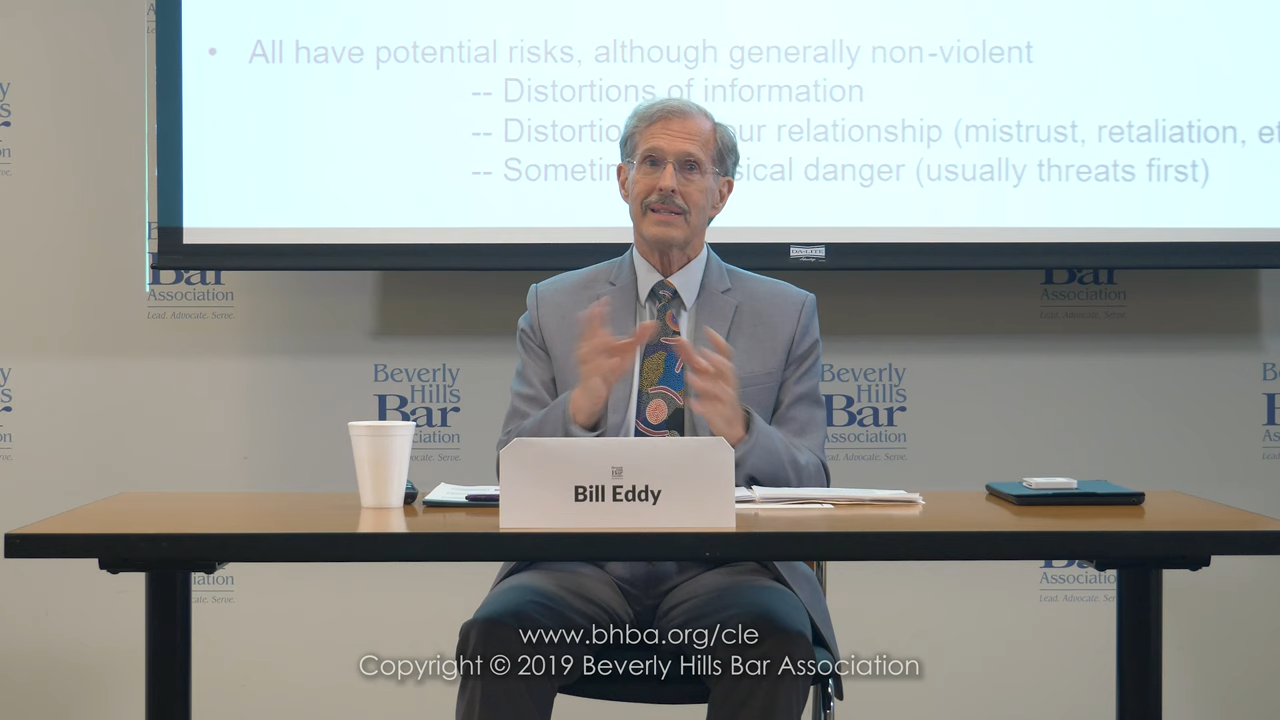 • All have potential risks, although generally non-violent
-- Distortions of information
-- our relationship (mistrust, retaliation,
-- danger (usually threats first)
DA-LITE
Bar
Association
Lead. Advocate. Serve.
Bar
Association
Lead. Advocate. Serve.
Beverly
Hills
Bar
Association
Lead. Advocate. Serve.
Beverly
Hills
Bar
Association
Lead. Advocate. Serve.
Bill Eddy
Association
Lead. Advocate. Serve.
www.bhba.org/cle
Copyright © 2019 Beverly Hills Bar Association